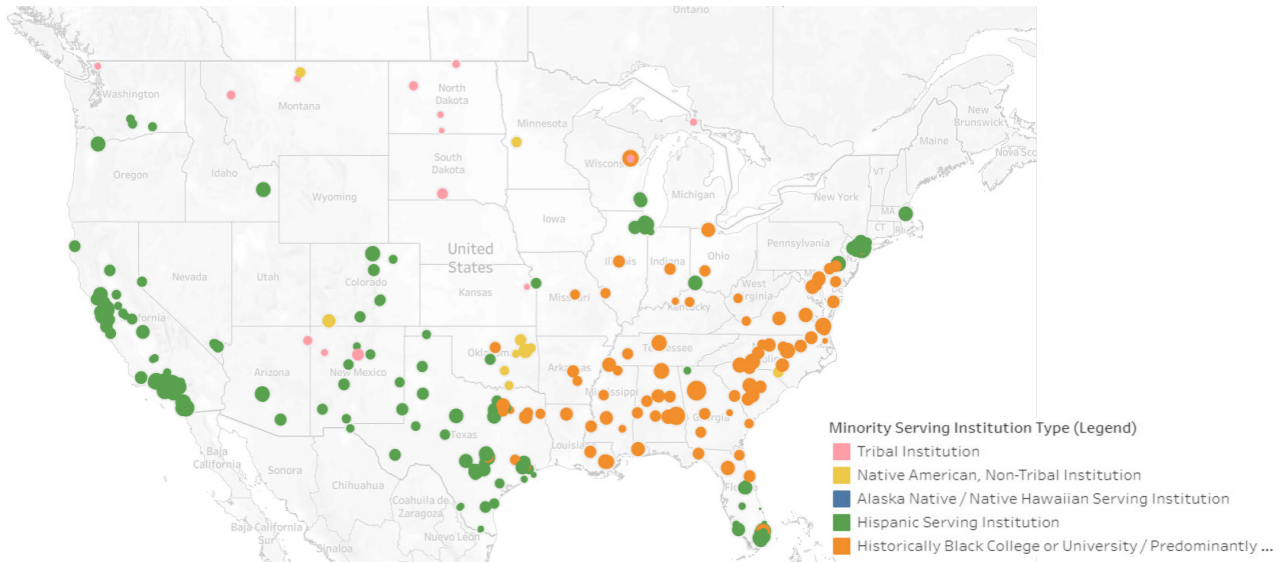 Ontario
Washington
Montana
North
Dakota
Minnesota
New
Brunswick
Maine
Nova Sco
Oregon
Idaho
Wyoming
South
Dakota
Wiscons
Michigan
VT
New York
MA
CT
Iowa
Nevada
Utah
Colorado
United
States
Kansas
Missouri
Illinois
Indiana
Ohio
Pennsylvania
West
Virginia
Kentucky
Arizona
New Mexico
Oklahoma
Arkansas
Tennessee
Mississippi
Georgia
Texas
Louisiana
Baja
California
Sonora
Chihuahua
Coahuila de
Zaragoza
Nuevo León
Baja California
Sur
Sinaloa
Minority Serving Institution Type (Legend)
Tribal Institution
Native American, Non-Tribal Institution
Alaska Native / Native Hawaiian Serving Institution
Hispanic Serving Institution
Historically Black College or University / Predominantly ...